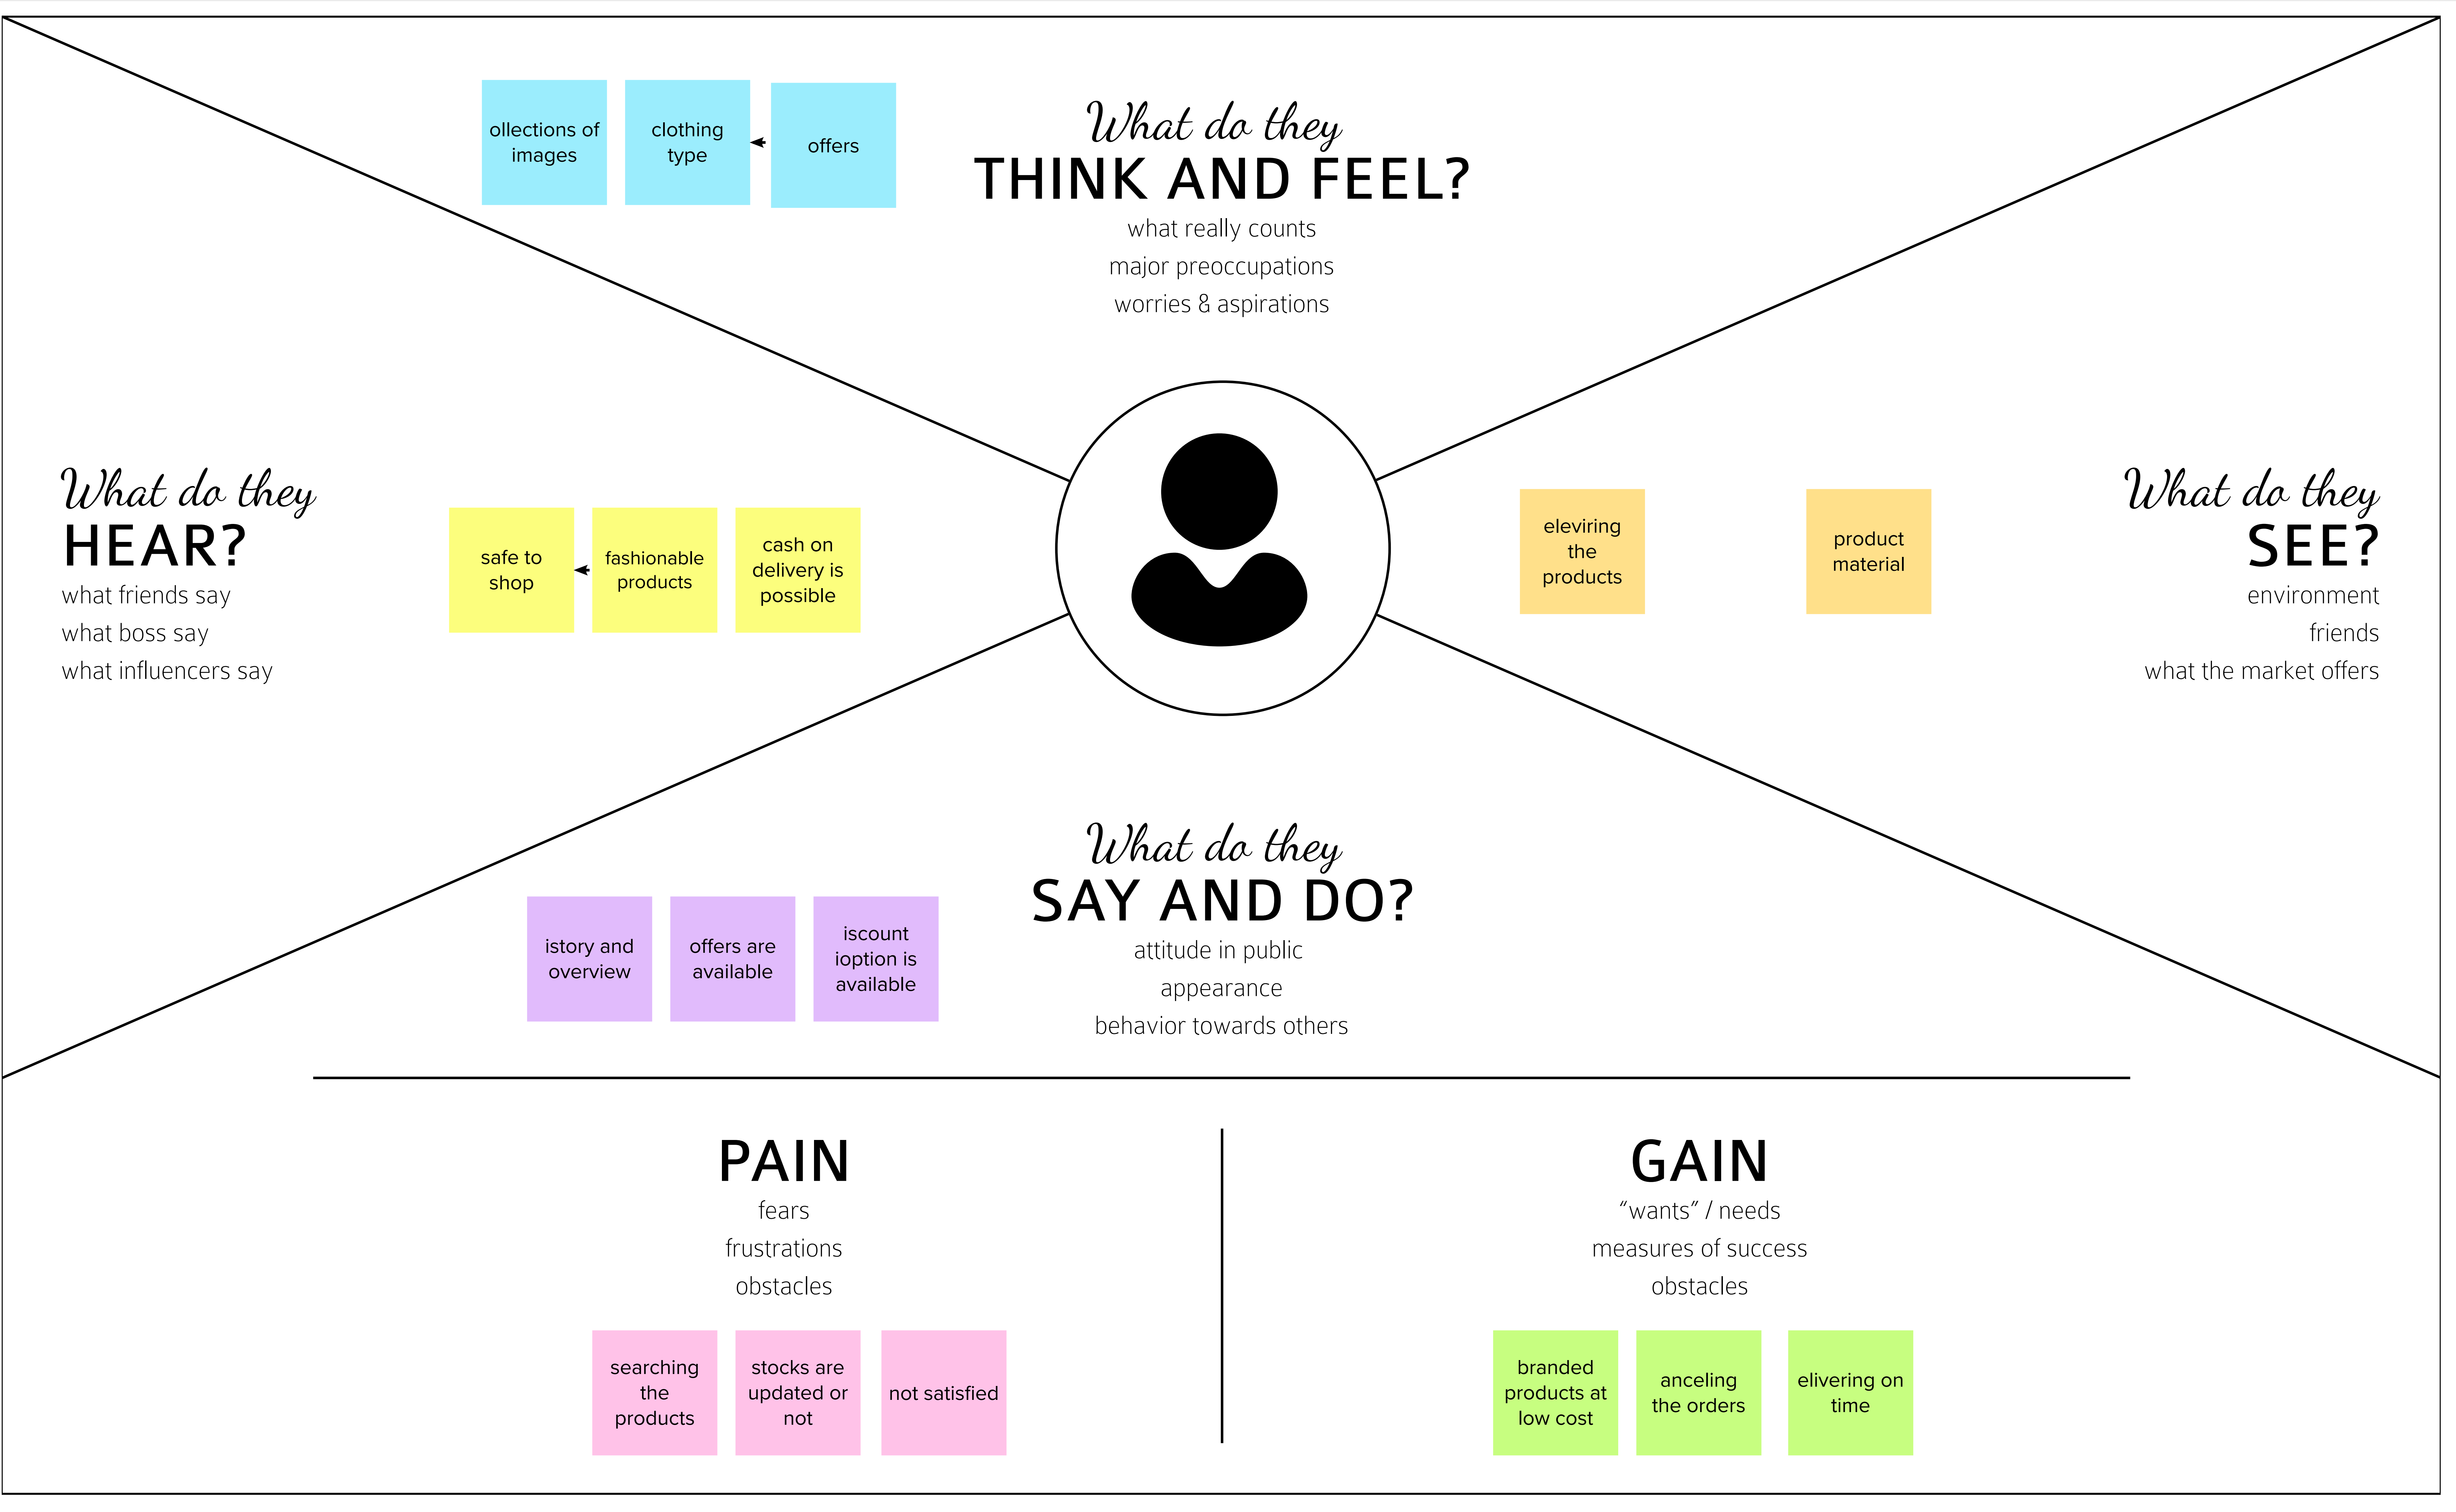 ollections of
images
clothing
type
offers
What do they
THINK AND FEEL?
what really counts
major preoccupations
worries & aspirations
What do they
HEAR?
what friends say
what boss say
what influencers say
safe to
shop
fashionable
products
cash on
delivery is
possible
eleviring
the
products
product
material
What do they
SEE?
environment
friends
what the market offers
What do they
SAY AND DO?
attitude in public
appearance
behavior towards others
istory and
overview
offers are
available
iscount
ioption is
available
PAIN
fears
frustrations
obstacles
searching
the
products
stocks are
updated or
not
not satisfied
GAIN
“wants” / needs
measures of success
obstacles
branded
products at
low cost
anceling
the orders
elivering on
time